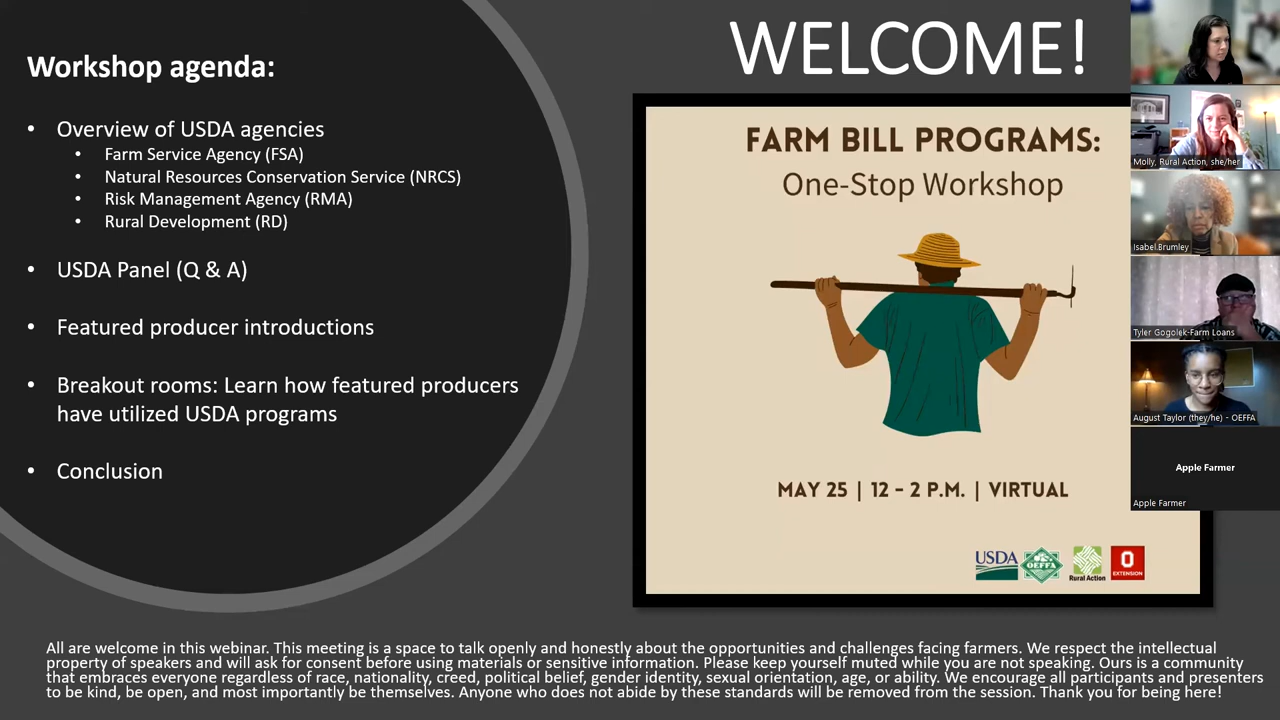 Workshop agenda:
• Overview of USDA agencies
• Farm Service Agency (FSA)
• Natural Resources Conservation Service (NRCS)
• Risk Management Agency (RMA)
• Rural Development (RD)
• USDA Panel (Q & A)
• Featured producer introductions
• Breakout rooms: Learn how featured producers
have utilized USDA programs
• Conclusion
WELCOME!
FARM BILL PROGRAMS:
One-Stop Workshop
MAY 25 | 12 – 2 P.M. | VIRTUAL
USDA
OEFFA
Rural Action
O
EXTENSION
Molly, Rural Action, she/her
Isabel.Brumley
Tyler Gogolek-Farm Loans
August Taylor (they/he) - OEFFA
Apple Farmer
Apple Farmer
All are welcome in this webinar. This meeting is a space to talk openly and honestly about the opportunities and challenges facing farmers. We respect the intellectual
property of speakers and will ask for consent before using materials or sensitive information. Please keep yourself muted while you are not speaking. Ours is a community
that embraces everyone regardless of race, nationality, creed, political belief, gender identity, sexual orientation, age, or ability. We encourage all participants and presenters
to be kind, be open, and most importantly be themselves. Anyone who does not abide by these standards will be removed from the session. Thank you for being here!